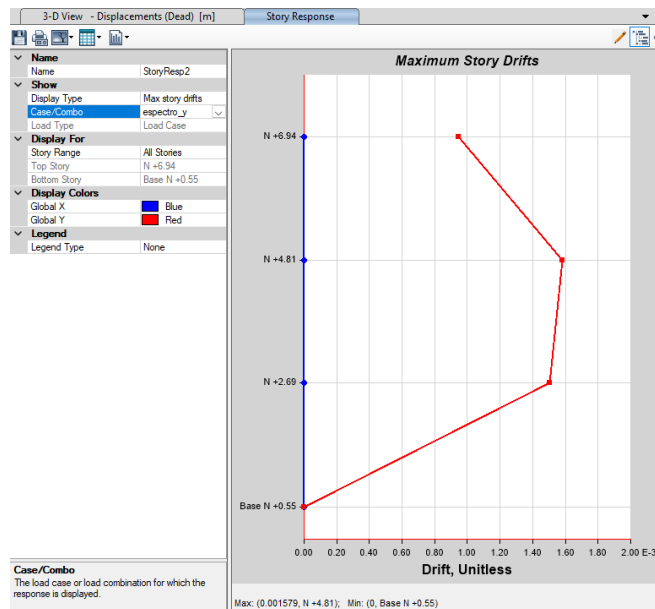 3-D View - Displacements (Dead) [m]
Story Response
Name
Name StoryResp2
Show
Display Type Max story drifts
Case/Combo espectro_y
Load Type Load Case
Display For
Story Range All Stories
Top Story N +6.94
Bottom Story Base N +0.55
Display Colors
Global X Blue
Global Y Red
Legend
Legend Type None
Case/Combo
The load case or load combination for which the
response is displayed.
Maximum Story Drifts
N +6.94
N +4.81
N +2.69
Base N +0.55
0.00 0.20 0.40 0.60 0.80 1.00 1.20 1.40 1.60 1.80 2.00 E-3
Drift, Unitless
Max: (0.001579, N +4.81); Min: (0, Base N +0.55)